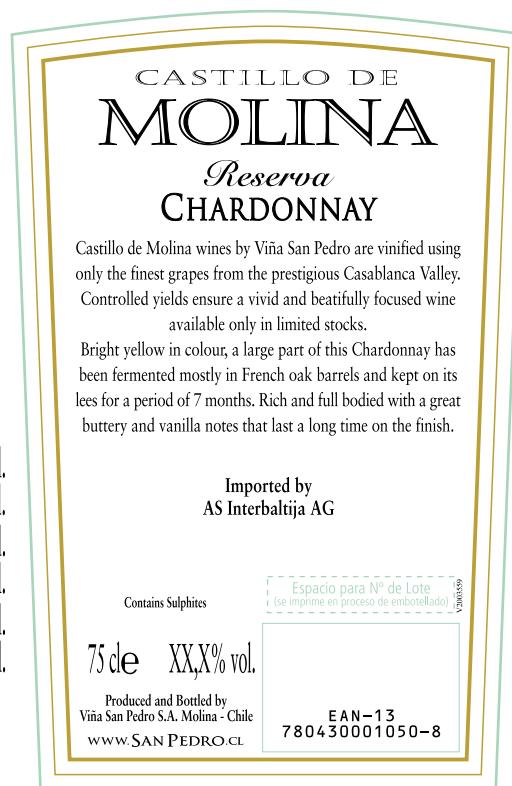 CASTILLO DE
MOLINA
Reserva
CHARDONNAY
Castillo de Molina wines by Viña San Pedro are vinified using
only the finest grapes from the prestigious Casablanca Valley.
Controlled yields ensure a vivid and beatifully focused wine
available only in limited stocks.
Bright yellow in colour, a large part of this Chardonnay has
been fermented mostly in French oak barrels and kept on its
lees for a period of 7 months. Rich and full bodied with a great
buttery and vanilla notes that last a long time on the finish.
Imported by
AS Interbaltija AG
Espacio para Nº de Lote
(se imprime en proceso de embotellado)
V2003559
Contains Sulphites
75 cl℮ XX,X% vol.
Produced and Bottled by
Viña San Pedro S.A. Molina - Chile
WWW.SAN PEDRO.CL
EAN-13
780430001050-8